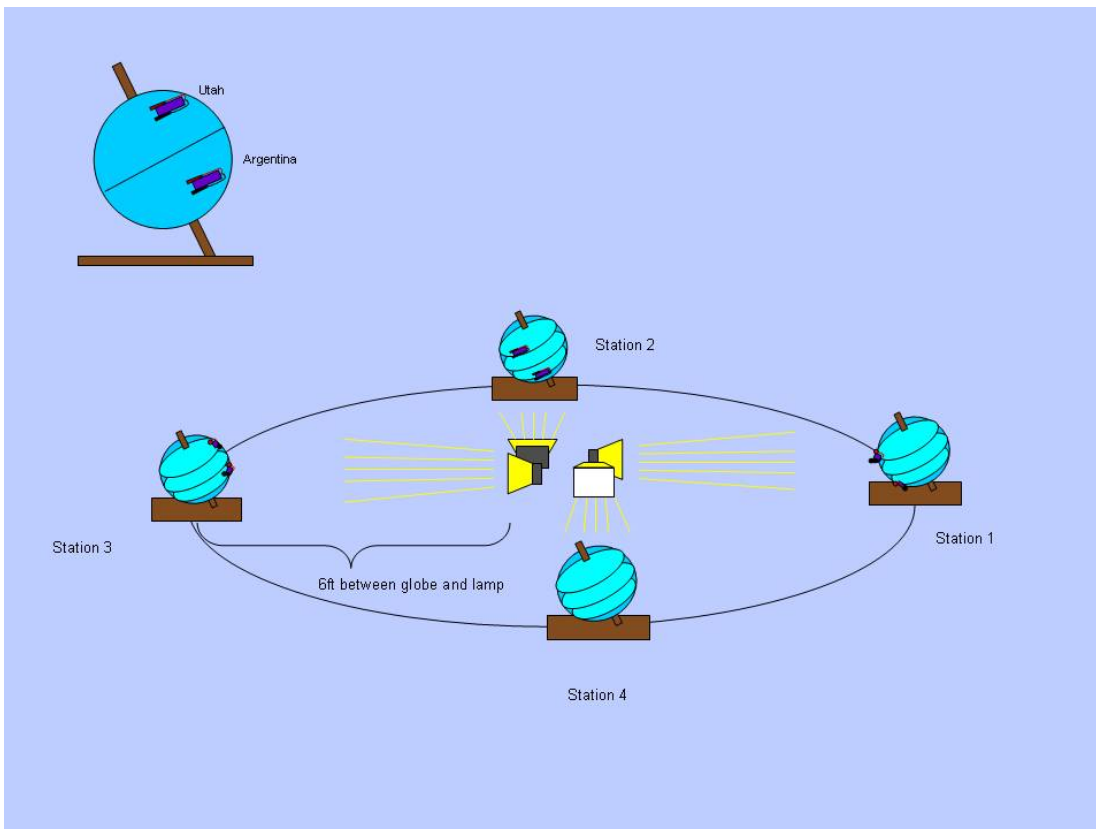 Utah
Argentina
Station 2
Station 1
Station 3
6ft between globe and lamp
Station 4